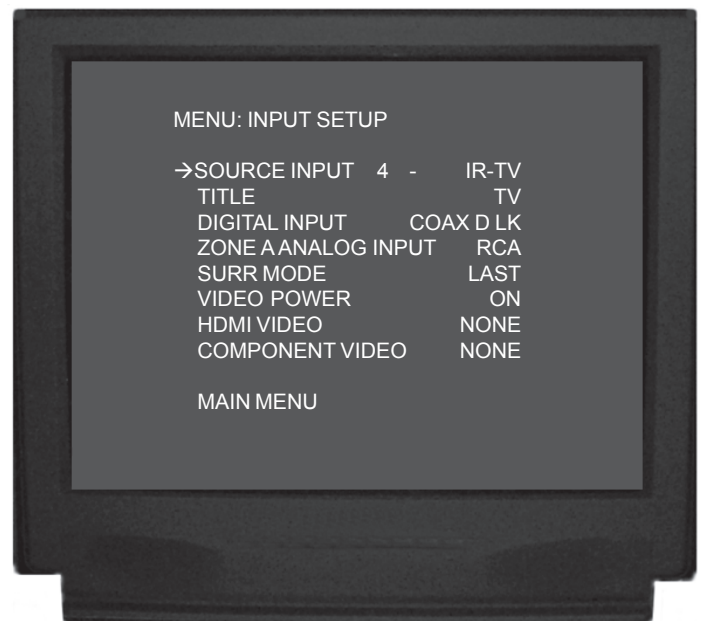 MENU: INPUT SETUP
→SOURCE INPUT 4 - IR-TV
TITLE TV
DIGITAL INPUT COAX D LK
ZONE A ANALOG INPUT RCA
SURR MODE LAST
VIDEO POWER ON
HDMI VIDEO NONE
COMPONENT VIDEO NONE
MAIN MENU